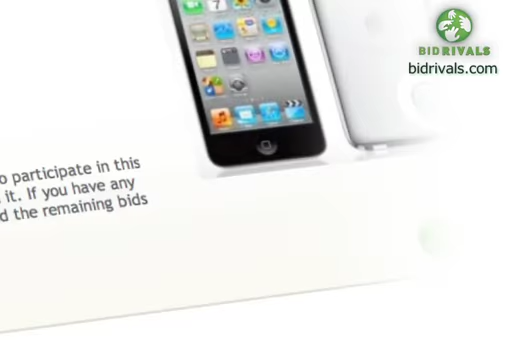 BIDRIVALS
bidrivals.com
o participate in this
it. If you have any
d the remaining bids